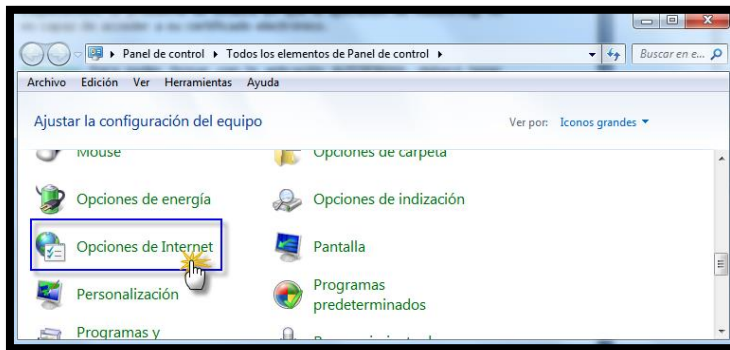 Panel de control ▸ Todos los elementos de Panel de control ▸
Buscar en e...
Archivo Edición Ver Herramientas Ayuda
Ajustar la configuración del equipo
Ver por: Iconos grandes
Mouse
Opciones de carpeta
Opciones de energía
Opciones de indización
Opciones de Internet
Pantalla
Personalización
Programas
predeterminados
Programas y